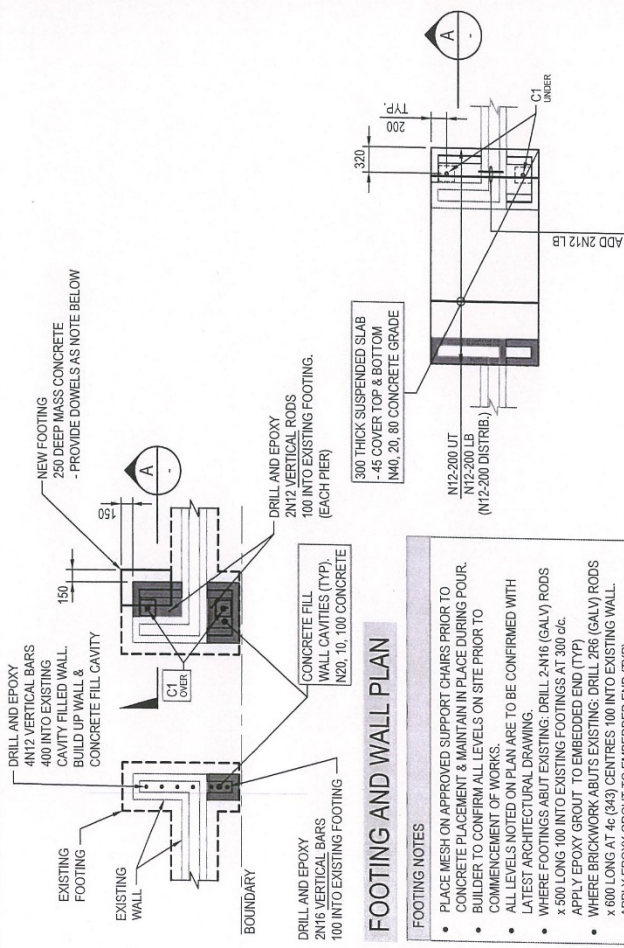 DRILL AND EPOXY
4N12 VERTICAL BARS
400 INTO EXISTING
CAVITY FILLED WALL.
BUILD UP WALL &
CONCRETE FILL CAVITY
EXISTING
FOOTING
EXISTING
WALL
BOUNDARY
DRILL AND EPOXY
2N16 VERTICAL BARS
100 INTO EXISTING FOOTING
C1
OVER
150
150
NEW FOOTING
250 DEEP MASS CONCRETE
- PROVIDE DOWELS AS NOTE BELOW
A
-
DRILL AND EPOXY
2N12 VERTICAL RODS
100 INTO EXISTING FOOTING.
(EACH PIER)
CONCRETE FILL
WALL CAVITIES (TYP).
N20, 10, 100 CONCRETE
FOOTING AND WALL PLAN
FOOTING NOTES
• PLACE MESH ON APPROVED SUPPORT CHAIRS PRIOR TO
CONCRETE PLACEMENT & MAINTAIN IN PLACE DURING POUR.
• BUILDER TO CONFIRM ALL LEVELS ON SITE PRIOR TO
COMMENCEMENT OF WORKS.
• ALL LEVELS NOTED ON PLAN ARE TO BE CONFIRMED WITH
LATEST ARCHITECTURAL DRAWING.
• WHERE FOOTINGS ABUT EXISTING: DRILL 2-N16 (GALV) RODS
x 500 LONG 100 INTO EXISTING FOOTINGS AT 300 c/c.
APPLY EPOXY GROUT TO EMBEDDED END (TYP)
• WHERE BRICKWORK ABUTS EXISTING: DRILL 2R6 (GALV) RODS
x 600 LONG AT 4c (343) CENTRES 100 INTO EXISTING WALL.
APPLY EPOXY GROUT TO EMBEDDED END (TYP)
300 THICK SUSPENDED SLAB
- 45 COVER TOP & BOTTOM
N40, 20, 80 CONCRETE GRADE
N12-200 UT
N12-200 LB
(N12-200 DISTRIB.)
320
200
TYP.
A
-
C1
UNDER
ADD 2N12 LB